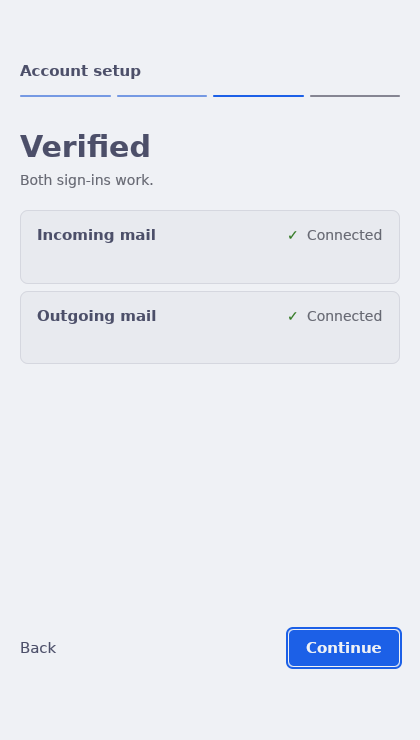 Account setup
Verified
Both sign-ins work.
Incoming mail ✓ Connected
Outgoing mail ✓ Connected
Back Continue